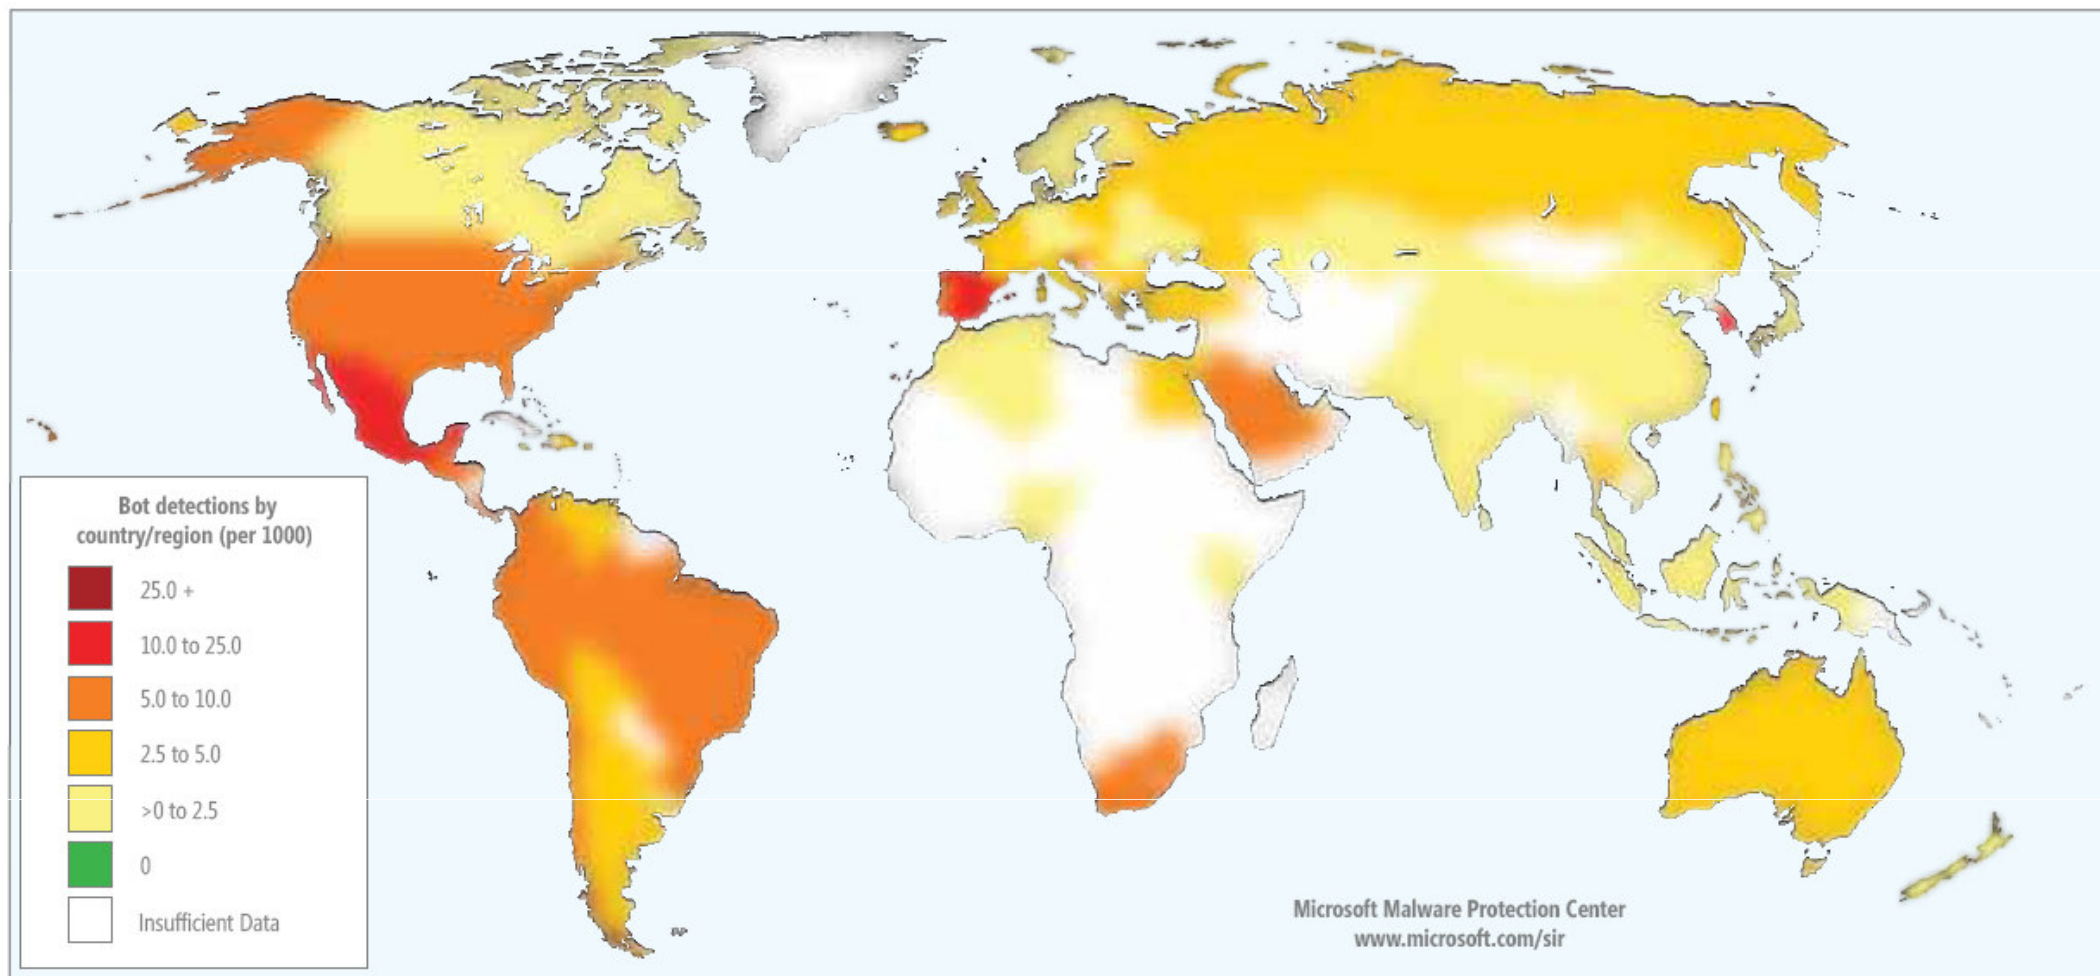 Bot detections by
country/region (per 1000)
25.0 +
10.0 to 25.0
5.0 to 10.0
2.5 to 5.0
>0 to 2.5
0
Insufficient Data
Microsoft Malware Protection Center
www.microsoft.com/sir